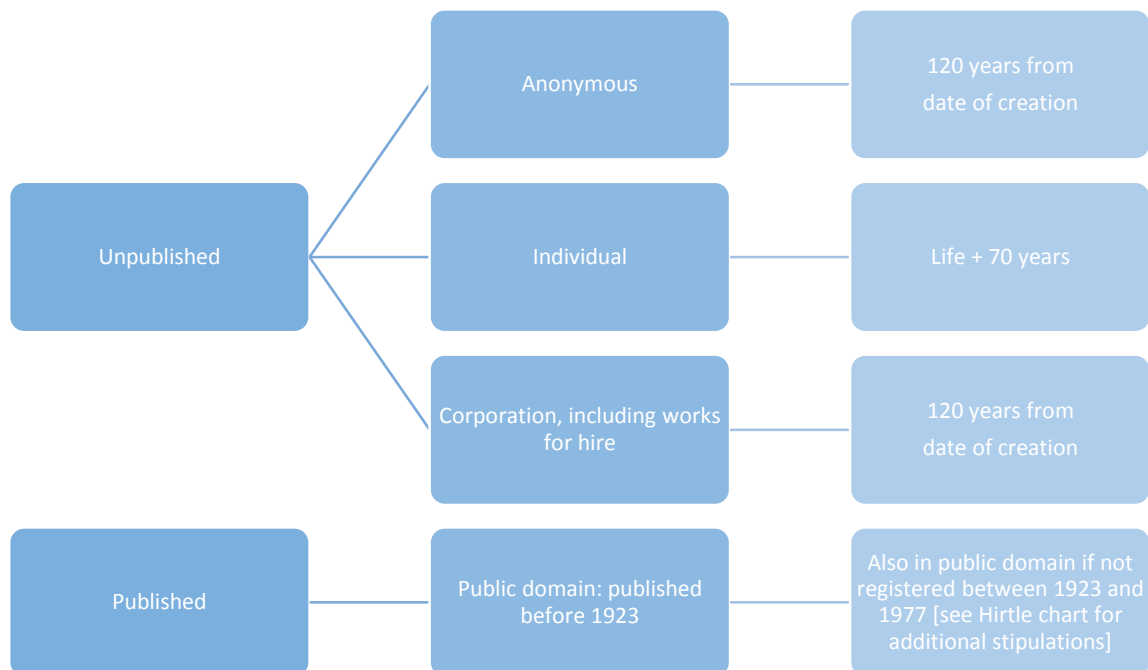 Unpublished
Anonymous
120 years from
date of creation
Individual
Life + 70 years
Corporation, including works
for hire
120 years from
date of creation
Published
Public domain: published
before 1923
Also in public domain if not
registered between 1923 and
1977 [see Hirtle chart for
additional stipulations]